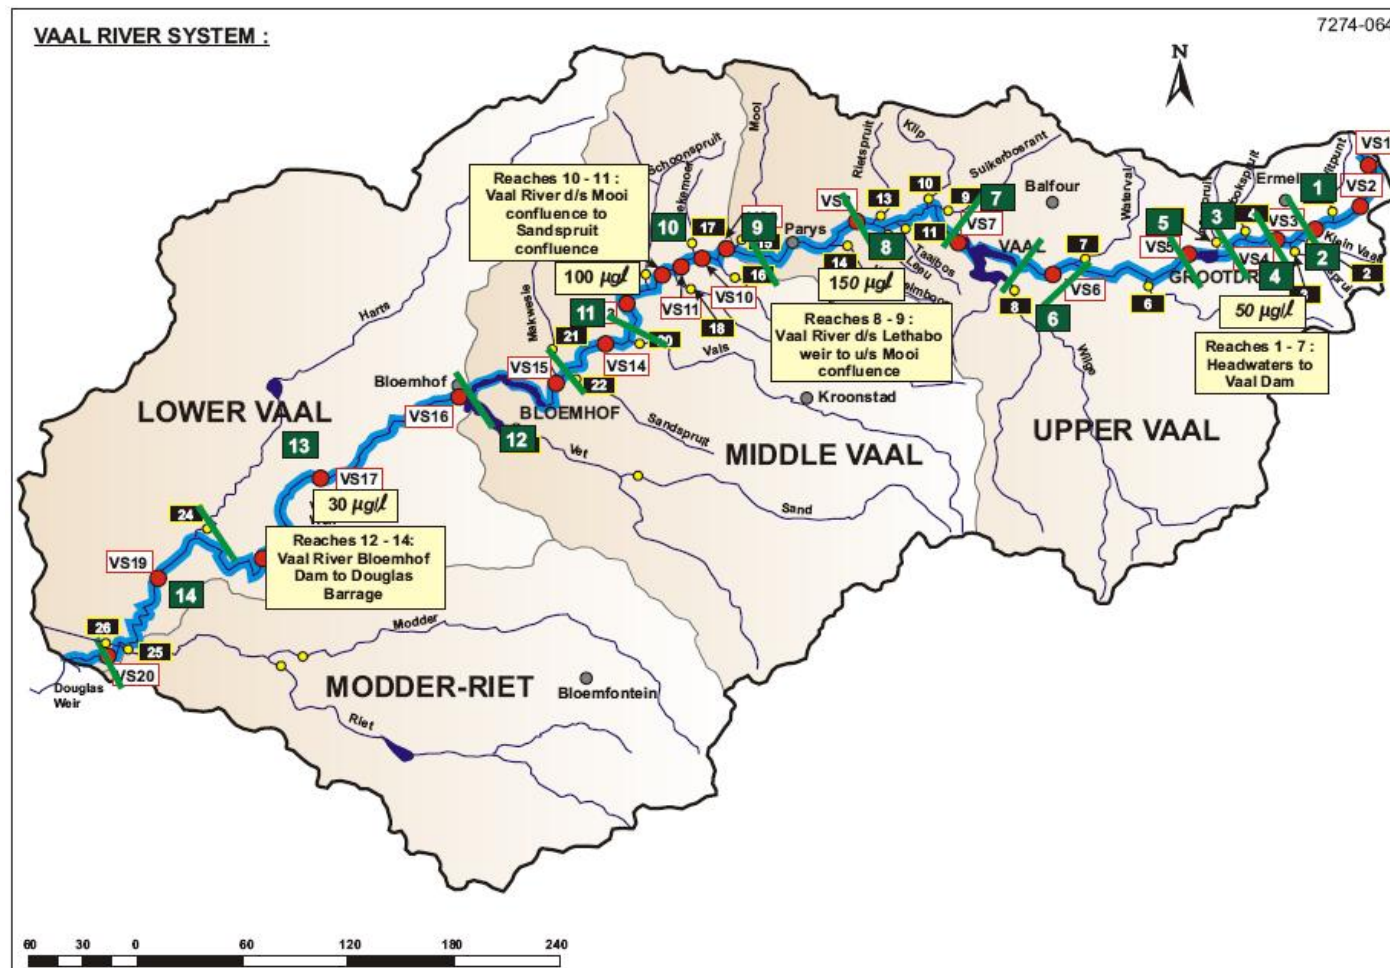 VAAL RIVER SYSTEM :
7274-064
N
Reaches 10 - 11 :
Vaal River d/s Mooi
confluence to
Sandspruit
confluence
100 µg/l
Schoonspruit
Mooi
Rietspruit
Klip
Suikerbosrant
Balfour
Waterval
VS1
VS2
1
VS3
Klein Vaal
2
2
3
4
4
5
VS4
VS5
6
7
VS6
6
VAAL
8
7
VS7
9
10
11
Taaibos
Leeu
13
14
8
Parys
9
15
16
17
10
VS10
VS11
18
11
Vals
VS14
21
22
Makwesie
VS15
BLOEMHOF
Bloemhof
VS16
12
Harts
150 µg/l
Reaches 8 - 9 :
Vaal River d/s Lethabo
weir to u/s Mooi
confluence
50 µg/l
Reaches 1 - 7 :
Headwaters to
Vaal Dam
Wilge
Kroonstad
LOWER VAAL
MIDDLE VAAL
UPPER VAAL
Sandspruit
Vet
Sand
13
VS17
30 µg/l
Reaches 12 - 14:
Vaal River Bloemhof
Dam to Douglas
Barrage
24
VS19
14
26
25
VS20
Douglas
Weir
Modder
MODDER-RIET
Bloemfontein
Riet
60 30 0 60 120 180 240